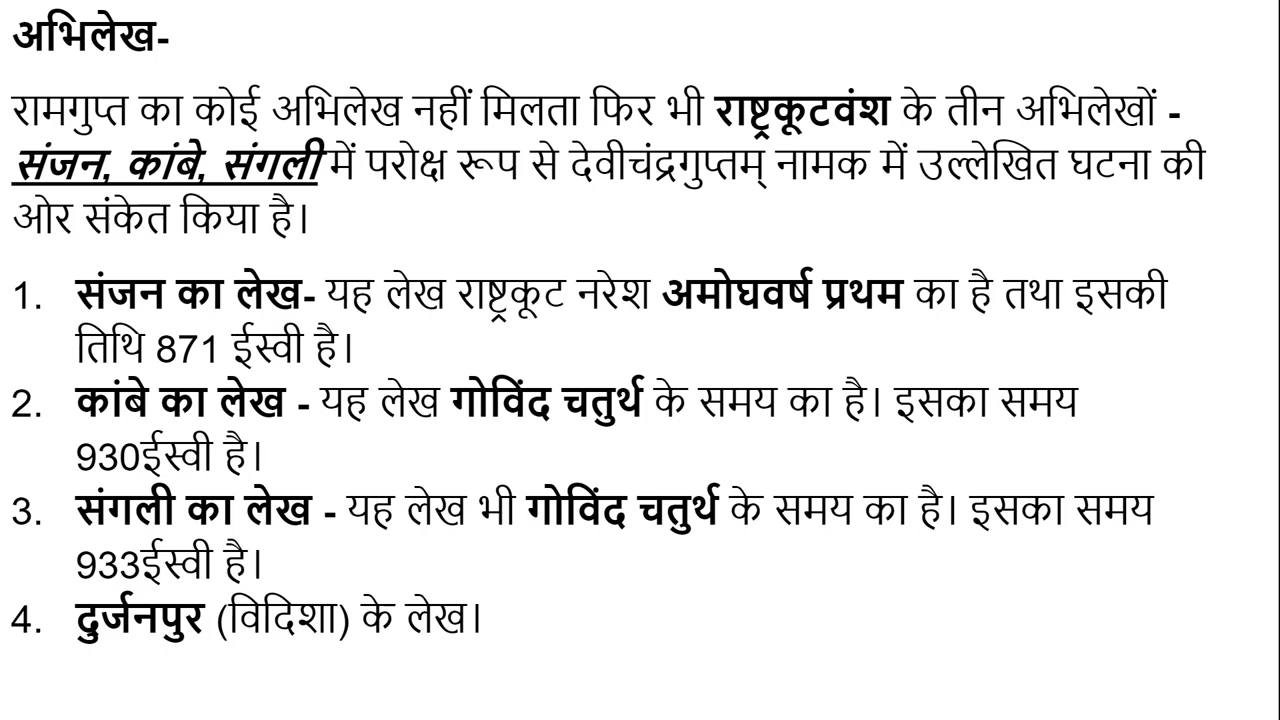 अभिलेख-
रामगुप्त का कोई अभिलेख नहीं मिलता फिर भी राष्ट्रकूटवंश के तीन अभिलेखों -
संजन, कांबे, संगली में परोक्ष रूप से देवीचंद्रगुप्तम् नामक में उल्लेखित घटना की
ओर संकेत किया है।
1. संजन का लेख- यह लेख राष्ट्रकूट नरेश अमोघवर्ष प्रथम का है तथा इसकी
तिथि 871 ईस्वी है।
2. कांबे का लेख - यह लेख गोविंद चतुर्थ के समय का है। इसका समय
930ईस्वी है।
3. संगली का लेख - यह लेख भी गोविंद चतुर्थ के समय का है। इसका समय
933ईस्वी है।
4. दुर्जनपुर (विदिशा) के लेख।